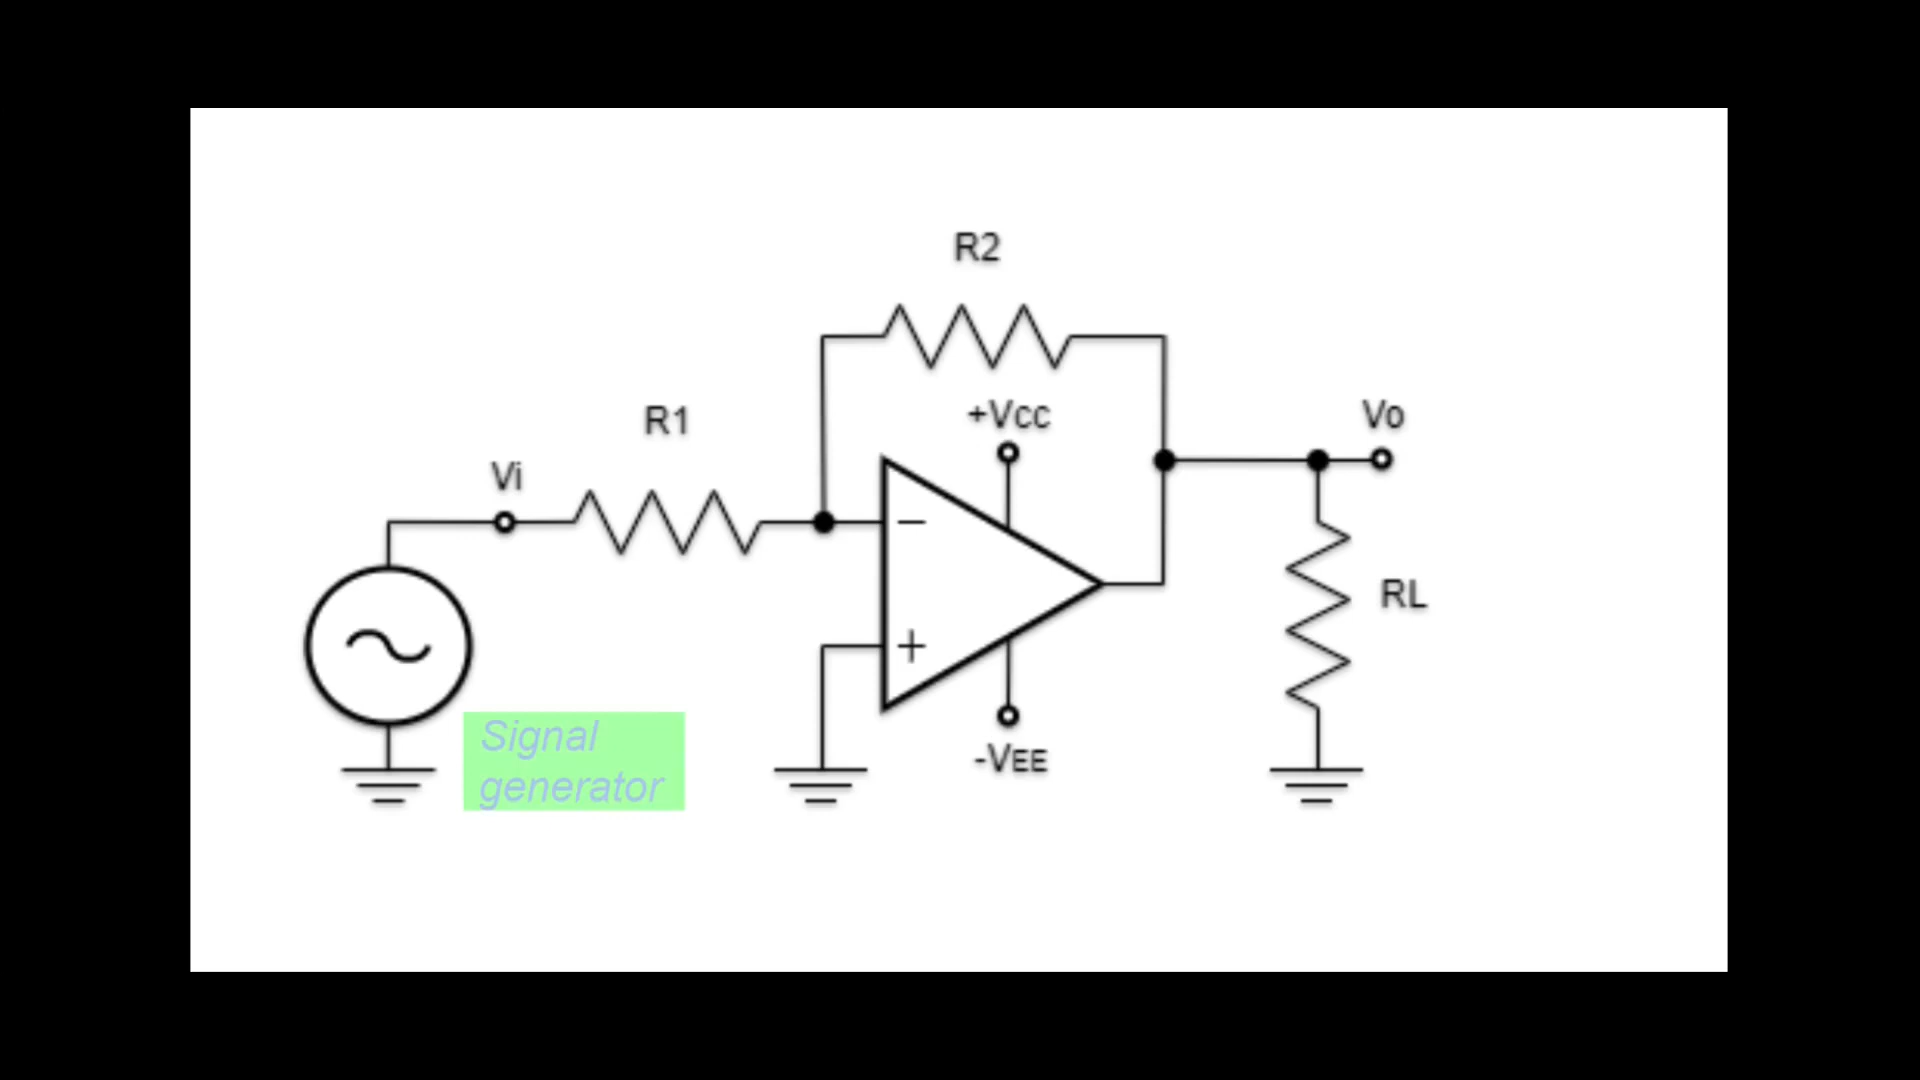 R2
R1
+Vcc
Vo
Vi
−
RL
+
Signal
generator
-VEE